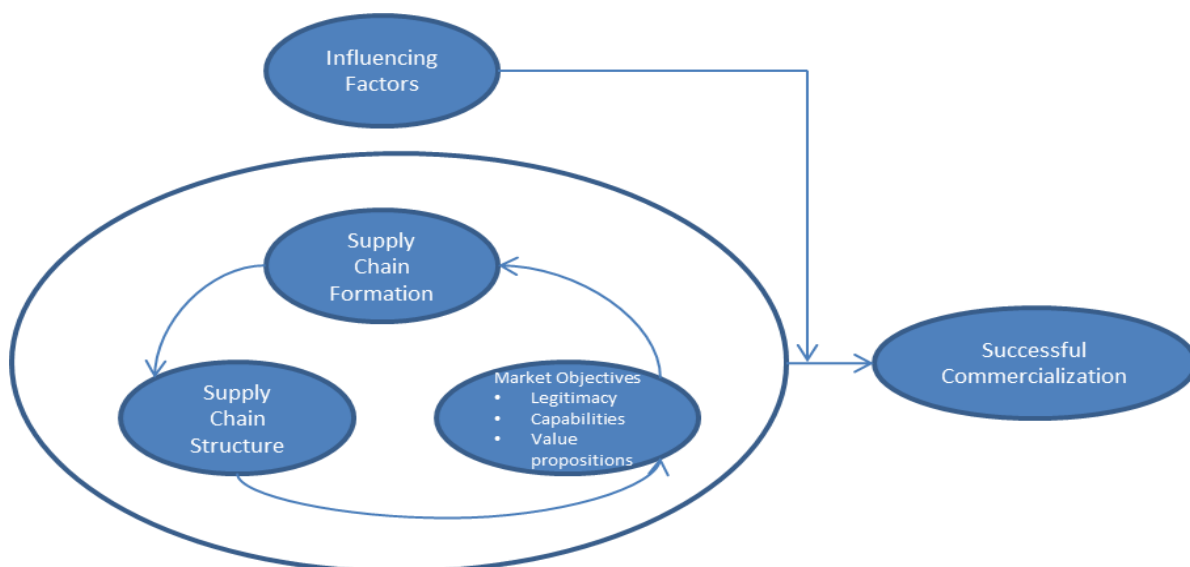 Influencing
Factors
Supply
Chain
Formation
Supply
Chain
Structure
Market Objectives
• Legitimacy
• Capabilities
• Value
propositions
Successful
Commercialization